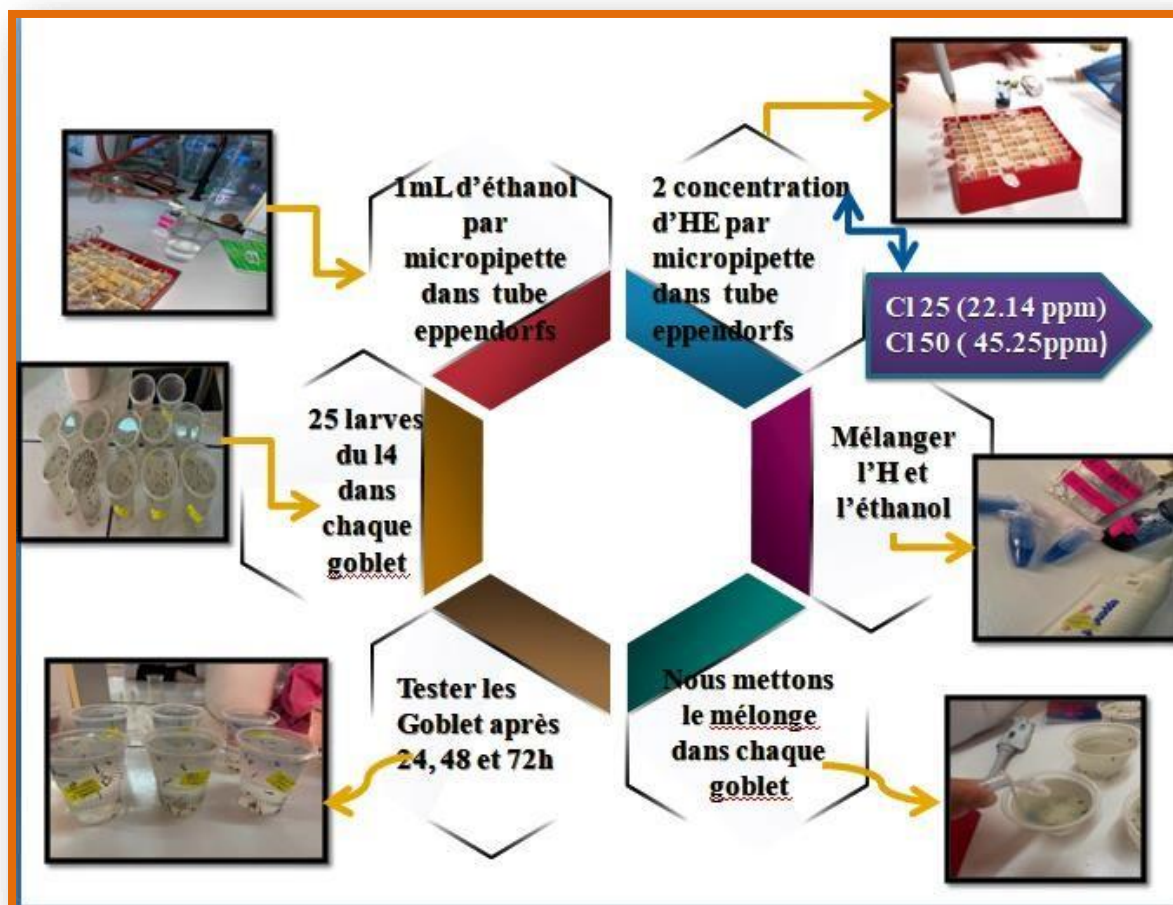 1mL d'éthanol
par
micropipette
dans tube
eppendorfs
2 concentration
d'HE par
micropipette
dans tube
eppendorfs
Cl 25 (22.14 ppm)
Cl 50 ( 45.25ppm)
Mélanger
l'H et
l'éthanol
Nous mettons
le mélonge
dans chaque
goblet
Tester les
Goblet après
24, 48 et 72h
25 larves
du l4
dans
chaque
goblet